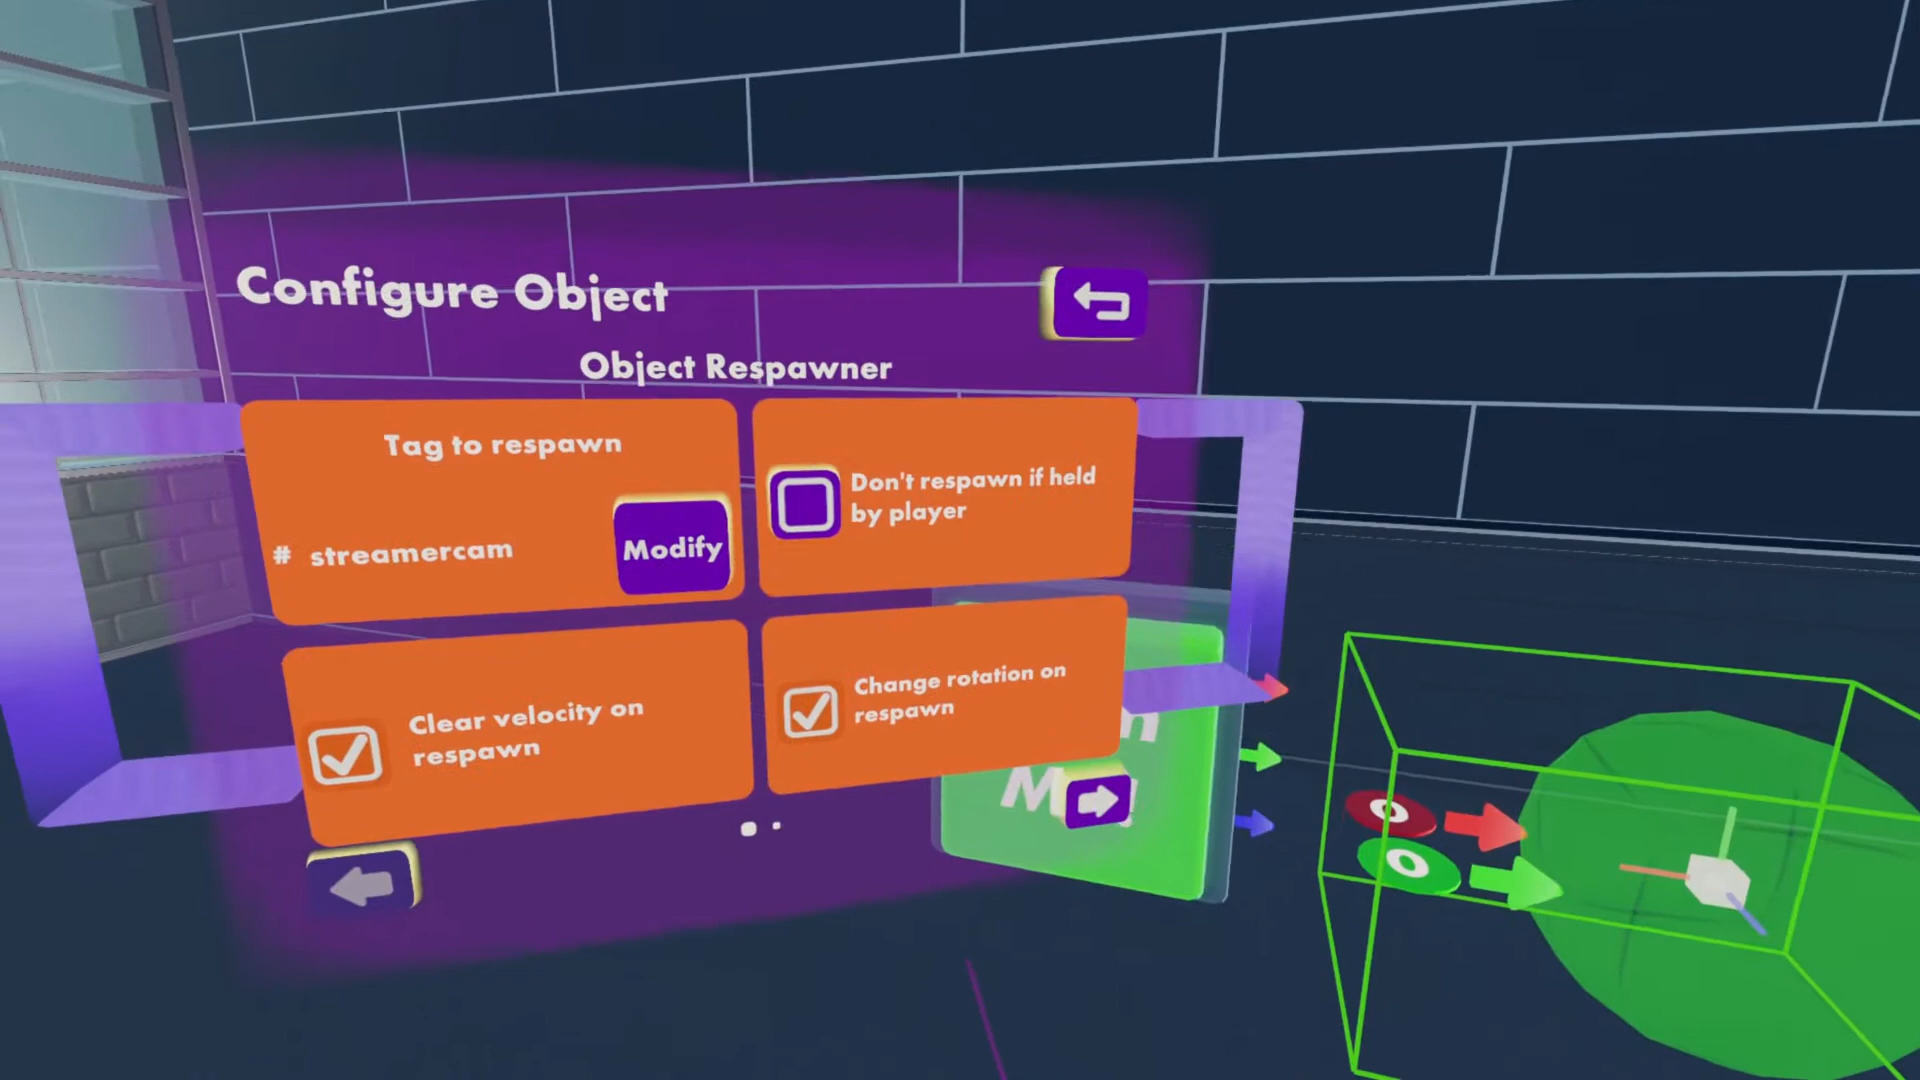 Configure Object
Object Respawner
Tag to respawn
# streamercam
Modify
Don't respawn if held
by player
Clear velocity on
respawn
Change rotation on
respawn